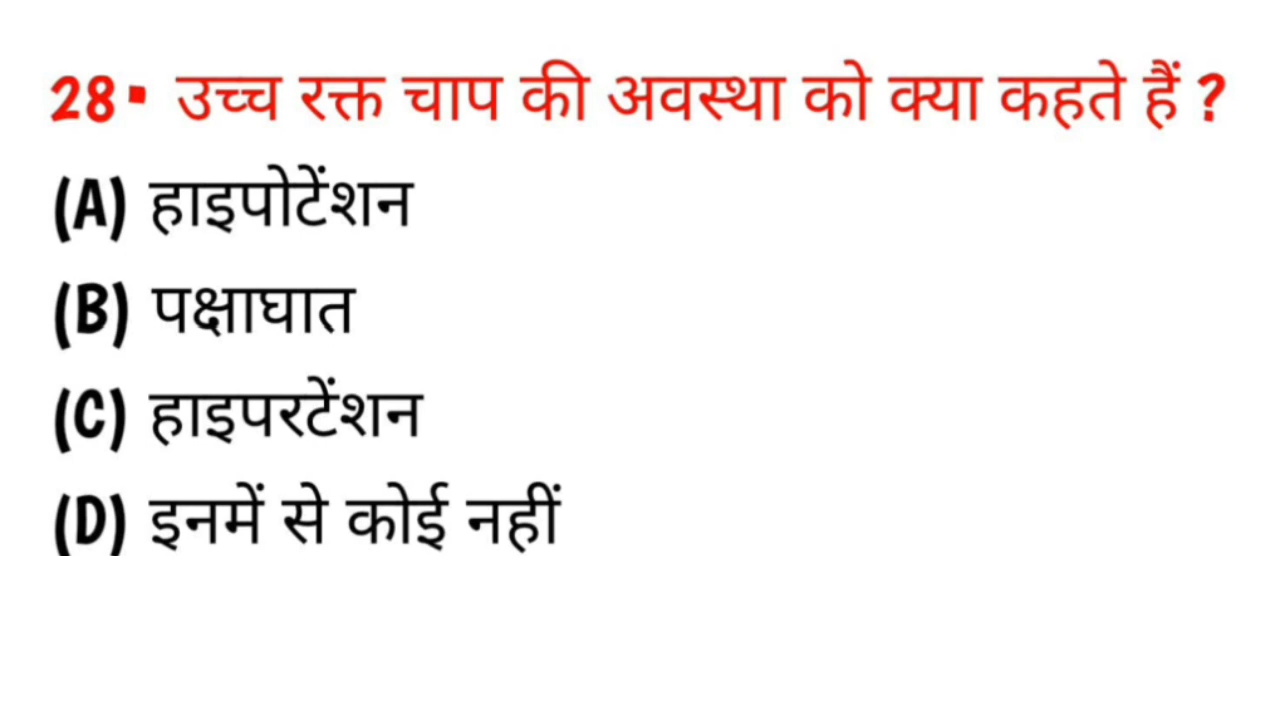 28. उच्च रक्त चाप की अवस्था को क्या कहते हैं ?
(A) हाइपोटेंशन
(B) पक्षाघात
(C) हाइपरटेंशन
(D) इनमें से कोई नहीं